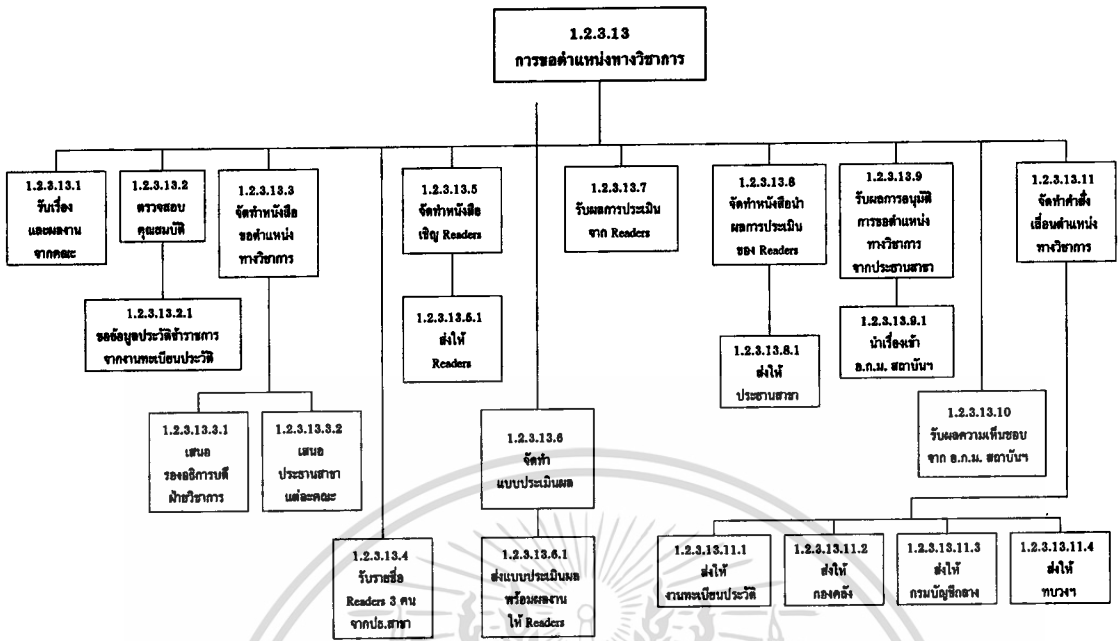 1.2.3.13
การขอตำแหน่งทางวิชาการ
1.2.3.13.1
รับเรื่อง
และผลงาน
จากคณะ
1.2.3.13.2
ตรวจสอบ
คุณสมบัติ
1.2.3.13.2.1
ขอข้อมูลประวัติข้าราชการ
จากงานทะเบียนประวัติ
1.2.3.13.3
จัดทำหนังสือ
ขอตำแหน่ง
ทางวิชาการ
1.2.3.13.3.1
เสนอ
รองอธิการบดี
ฝ่ายวิชาการ
1.2.3.13.3.2
เสนอ
ประธานสาขา
แต่ละคณะ
1.2.3.13.4
รับรายชื่อ
Readers 3 คน
จากปธ.สาขา
1.2.3.13.5
จัดทำหนังสือ
เชิญ Readers
1.2.3.13.5.1
ส่งให้
Readers
1.2.3.13.6
จัดทำ
แบบประเมินผล
1.2.3.13.6.1
ส่งแบบประเมินผล
พร้อมผลงาน
ให้ Readers
1.2.3.13.7
รับผลการประเมิน
จาก Readers
1.2.3.13.8
จัดทำหนังสือนำ
ผลการประเมิน
ของ Readers
1.2.3.13.8.1
ส่งให้
ประธานสาขา
1.2.3.13.9
รับผลการอนุมัติ
การขอตำแหน่ง
ทางวิชาการ
จากประธานสาขา
1.2.3.13.9.1
นำเรื่องเข้า
อ.ก.ม. สถาบันฯ
1.2.3.13.10
รับผลความเห็นชอบ
จาก อ.ก.ม. สถาบันฯ
1.2.3.13.11
จัดทำคำสั่ง
เลื่อนตำแหน่ง
ทางวิชาการ
1.2.3.13.11.1
ส่งให้
งานทะเบียนประวัติ
1.2.3.13.11.2
ส่งให้
กองคลัง
1.2.3.13.11.3
ส่งให้
กรมบัญชีกลาง
1.2.3.13.11.4
ส่งให้
ทบวงฯ